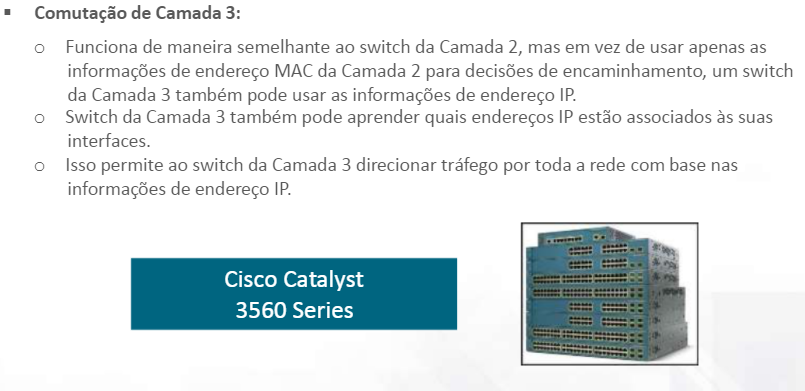 ▪ Comutação de Camada 3:
o Funciona de maneira semelhante ao switch da Camada 2, mas em vez de usar apenas as
informações de endereço MAC da Camada 2 para decisões de encaminhamento, um switch
da Camada 3 também pode usar as informações de endereço IP.
o Switch da Camada 3 também pode aprender quais endereços IP estão associados às suas
interfaces.
o Isso permite ao switch da Camada 3 direcionar tráfego por toda a rede com base nas
informações de endereço IP.
Cisco Catalyst
3560 Series